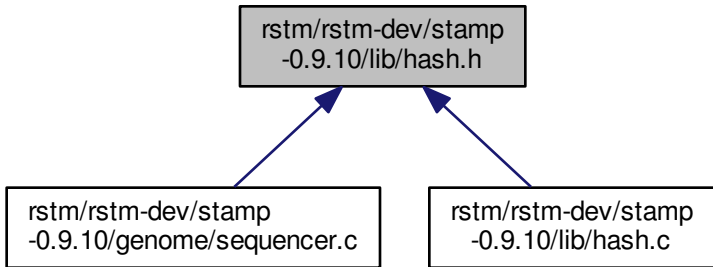 rstm/rstm-dev/stamp
-0.9.10/lib/hash.h
rstm/rstm-dev/stamp
-0.9.10/genome/sequencer.c
rstm/rstm-dev/stamp
-0.9.10/lib/hash.c